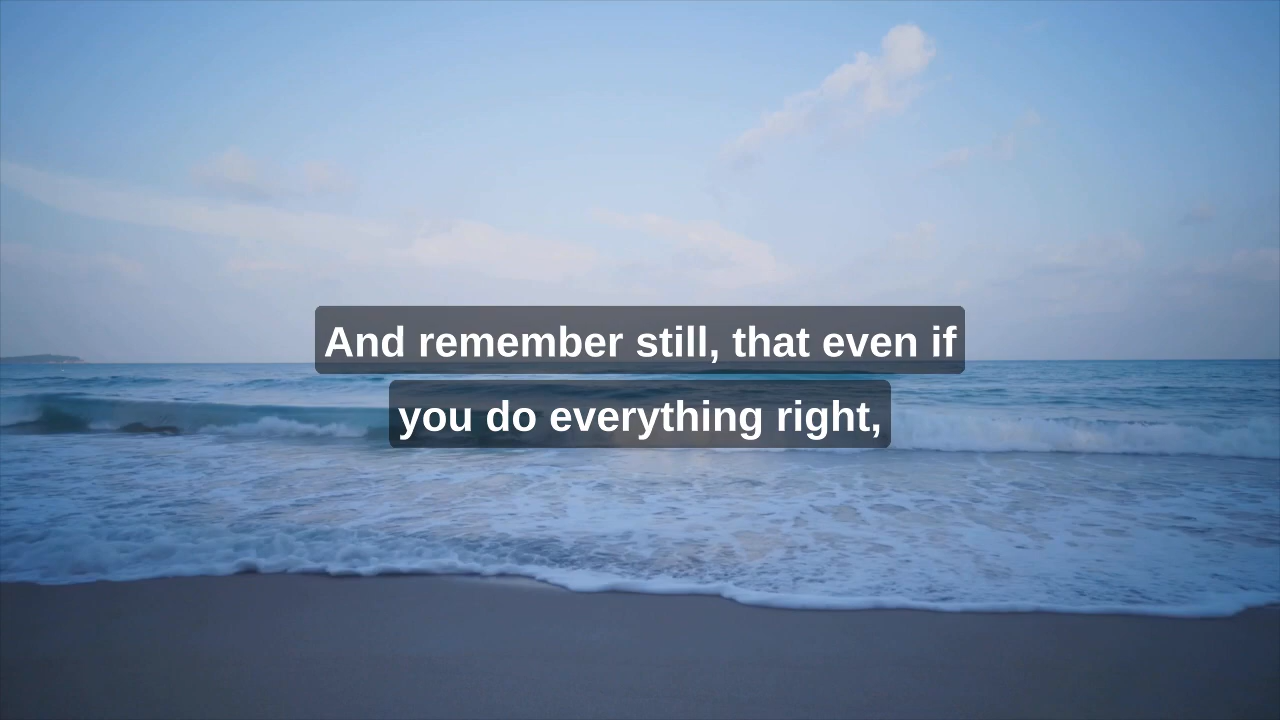 And remember still, that even if
you do everything right,